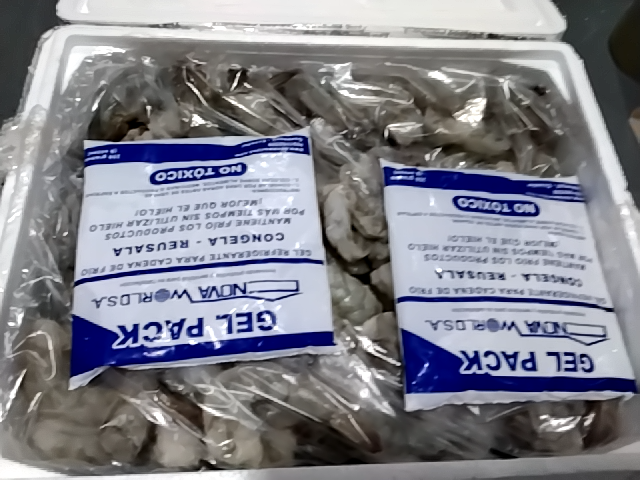 GEL PACK
NOVA WORLD S.A.
GEL REFRIGERANTE PARA CADENA DE FRIO
CONGELA - REUSALA
MANTIENE FRIO LOS PRODUCTOS
POR MÁS TIEMPOS SIN UTILIZAR HIELO
¡MEJOR QUE EL HIELO!
NO TÓXICO
GEL PACK
NOVA WORLD S.A.
GEL REFRIGERANTE PARA CADENA DE FRIO
CONGELA - REUSALA
MANTIENE FRIO LOS PRODUCTOS
POR MÁS TIEMPOS SIN UTILIZAR HIELO
¡MEJOR QUE EL HIELO!
NO TÓXICO